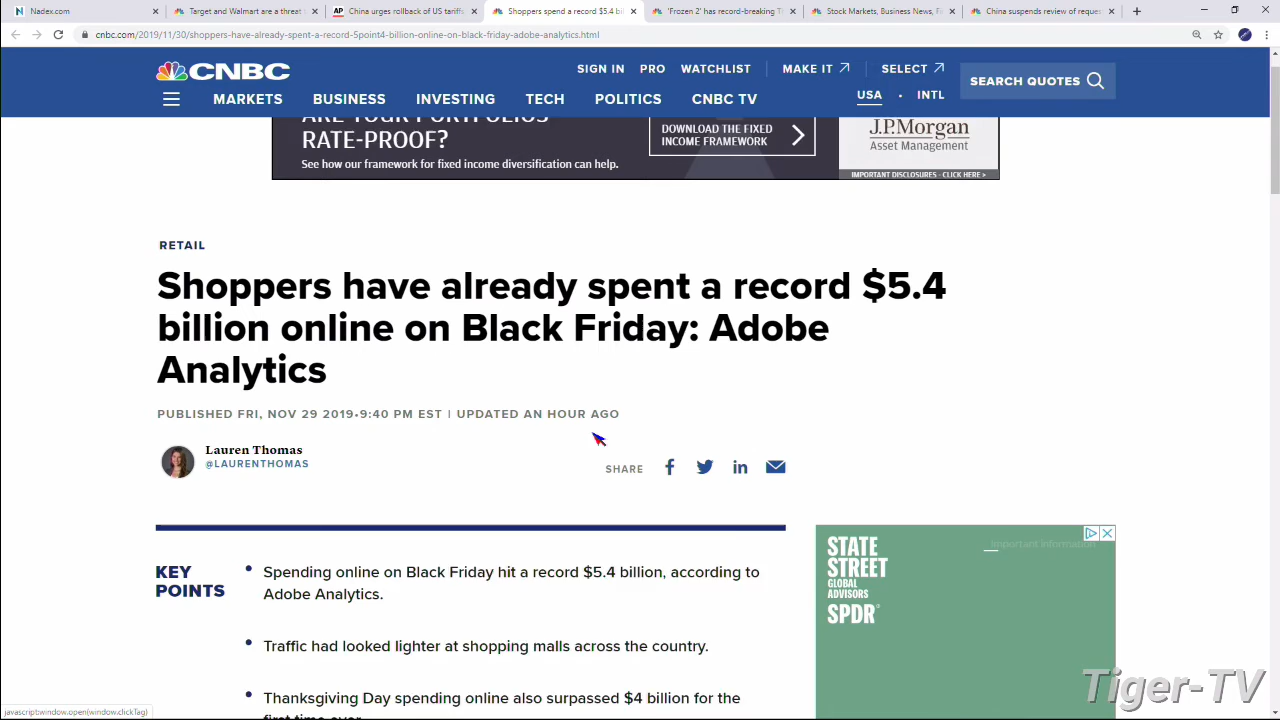 Nadex.com
Target and Walmart are a threat
China urges rollback of US tariffs
Shoppers spend a record $5.4 bil
'Frozen 2' has record-breaking T
Stock Markets, Business News, Fi
China suspends review of reques
cnbc.com/2019/11/30/shoppers-have-already-spent-a-record-5point4-billion-online-on-black-friday-adobe-analytics.html
CNBC
SIGN IN PRO WATCHLIST MAKE IT SELECT
USA • INTL
SEARCH QUOTES
MARKETS BUSINESS INVESTING TECH POLITICS CNBC TV
ARE YOUR PORTFOLIOS
RATE-PROOF?
See how our framework for fixed income diversification can help.
DOWNLOAD THE FIXED
INCOME FRAMEWORK
J.P.Morgan
Asset Management
IMPORTANT DISCLOSURES - CLICK HERE >
RETAIL
Shoppers have already spent a record $5.4
billion online on Black Friday: Adobe
Analytics
PUBLISHED FRI, NOV 29 2019•9:40 PM EST | UPDATED AN HOUR AGO
Lauren Thomas
@LAURENTHOMAS
SHARE
KEY
POINTS
• Spending online on Black Friday hit a record $5.4 billion, according to
Adobe Analytics.
• Traffic had looked lighter at shopping malls across the country.
• Thanksgiving Day spending online also surpassed $4 billion for the
first time ever.
STATE
STREET
GLOBAL
ADVISORS
SPDR®
Important information
Tiger-TV
javascript:window.open(window.clickTag)